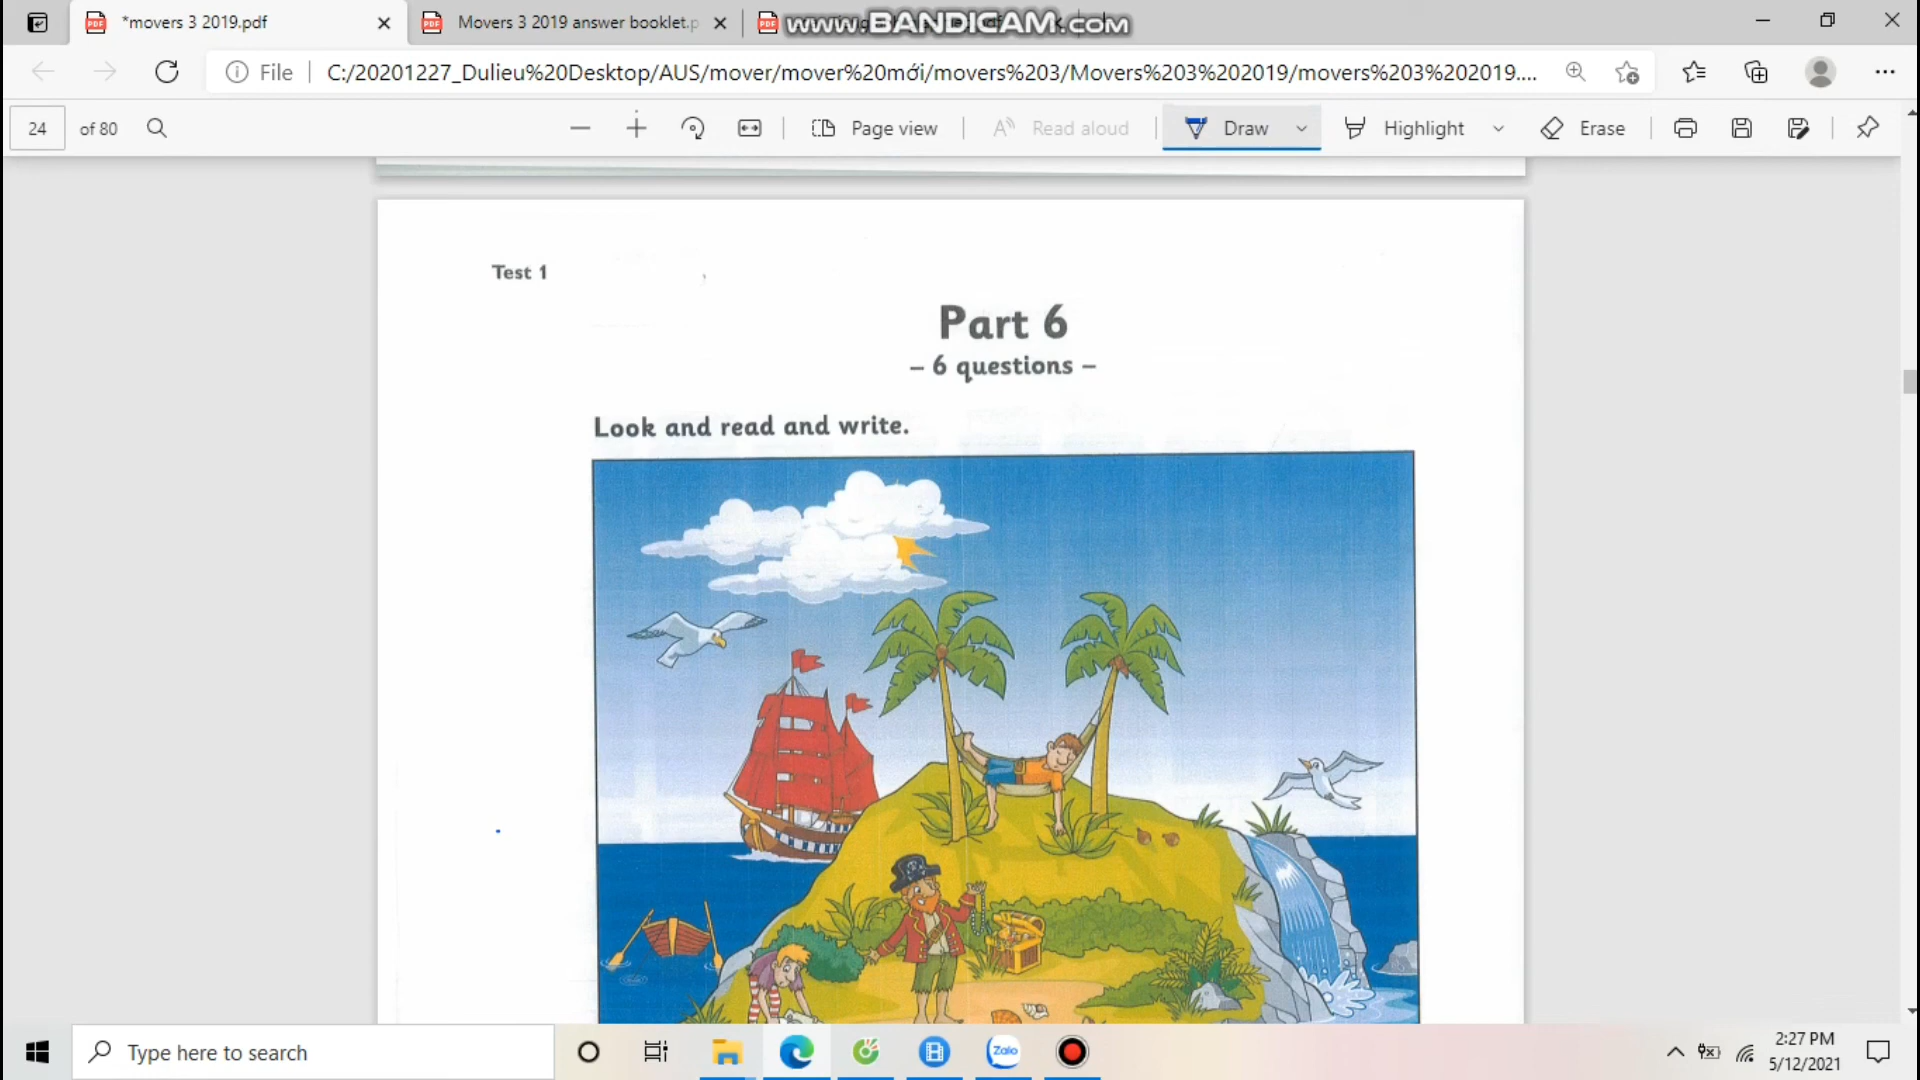 *movers 3 2019.pdf
Movers 3 2019 answer booklet.p
www.BANDICAM.com
File
C:/20201227_Dulieu%20Desktop/AUS/mover/mover%20mới/movers%203/Movers%203%202019/movers%203%202019....
24
of 80
Page view
Read aloud
Draw
Highlight
Erase
Test 1
Part 6
– 6 questions –
Look and read and write.
Type here to search
Zalo
2:27 PM
5/12/2021